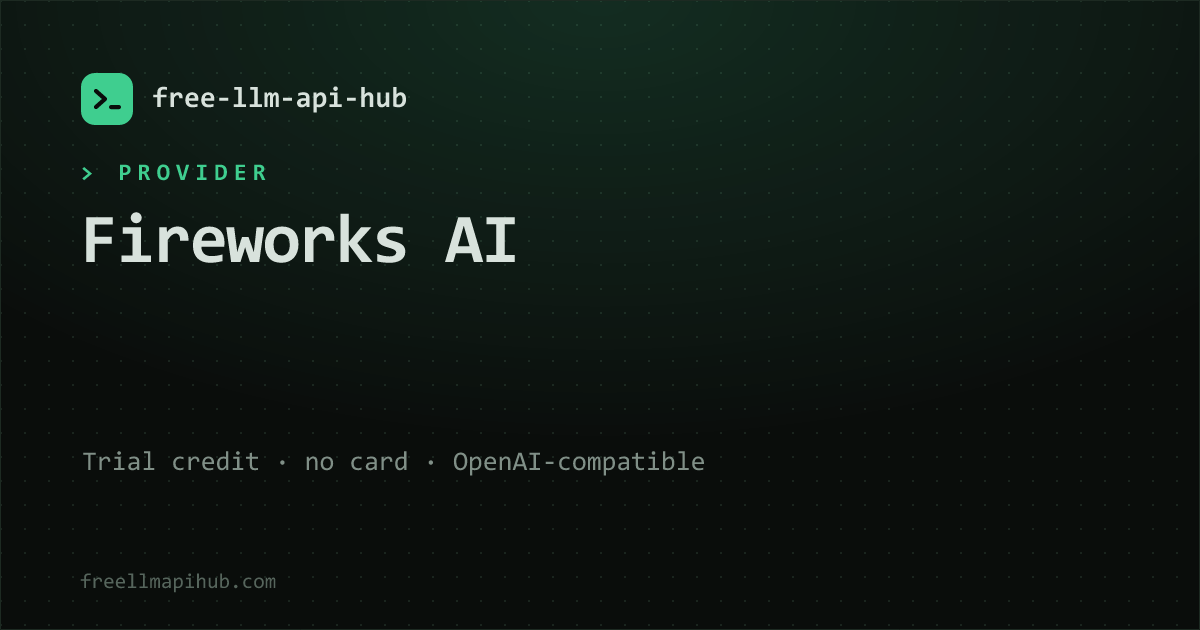 free-llm-api-hub
> PROVIDER
Fireworks AI
Trial credit · no card · OpenAI-compatible
freellmapihub.com